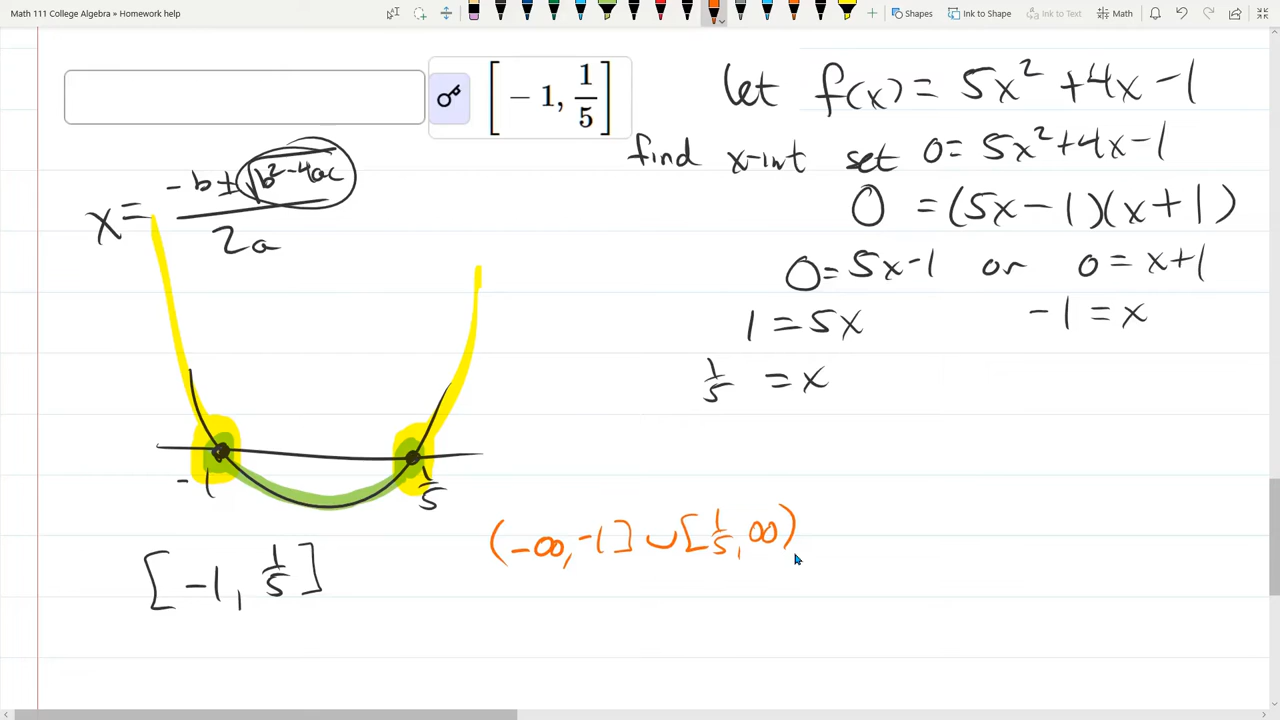 Math 111 College Algebra » Homework help
Shapes
Ink to Shape
Ink to Text
Math
[-1, 1/5]
let f(x) = 5x² + 4x - 1
find x-int set 0 = 5x² + 4x - 1
0 = (5x - 1)(x + 1)
0 = 5x - 1 or 0 = x + 1
1 = 5x -1 = x
1/5 = x
x = (-b ± √(b² - 4ac))/2a
-1 1/5
(-∞, -1] ∪ [1/5, ∞)
[-1, 1/5]